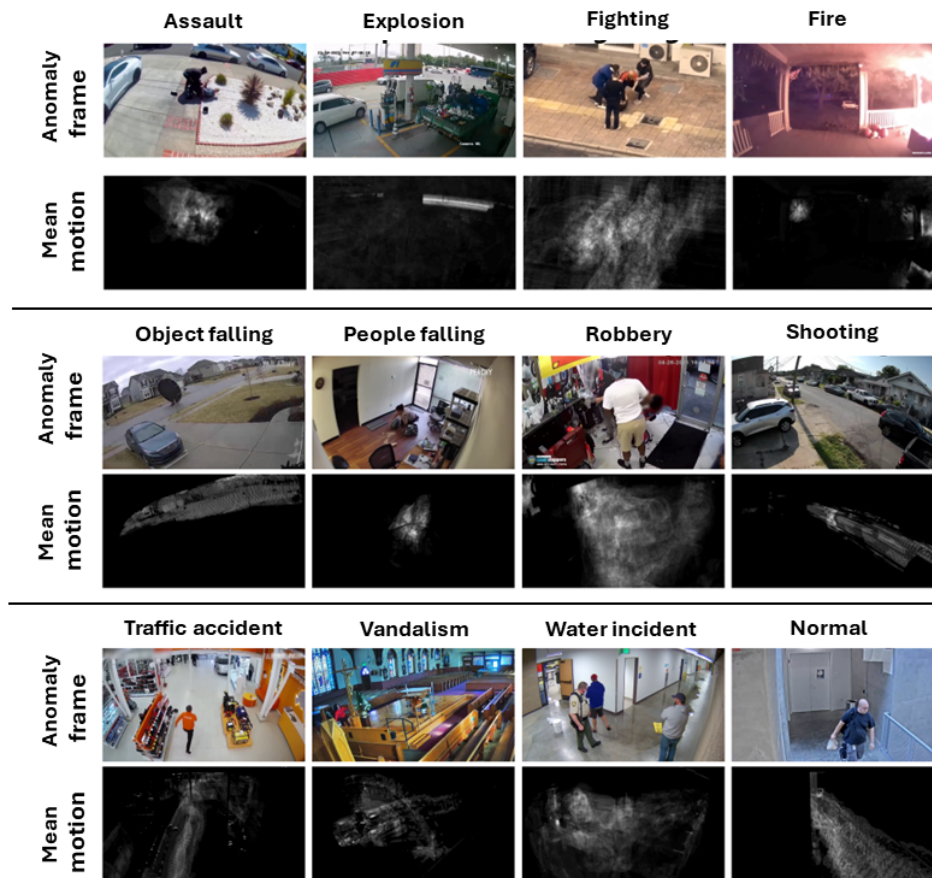 Assault Explosion Fighting Fire
Anomaly
frame
Mean
motion
Object falling People falling Robbery Shooting
Anomaly
frame
Mean
motion
Traffic accident Vandalism Water incident Normal
Anomaly
frame
Mean
motion